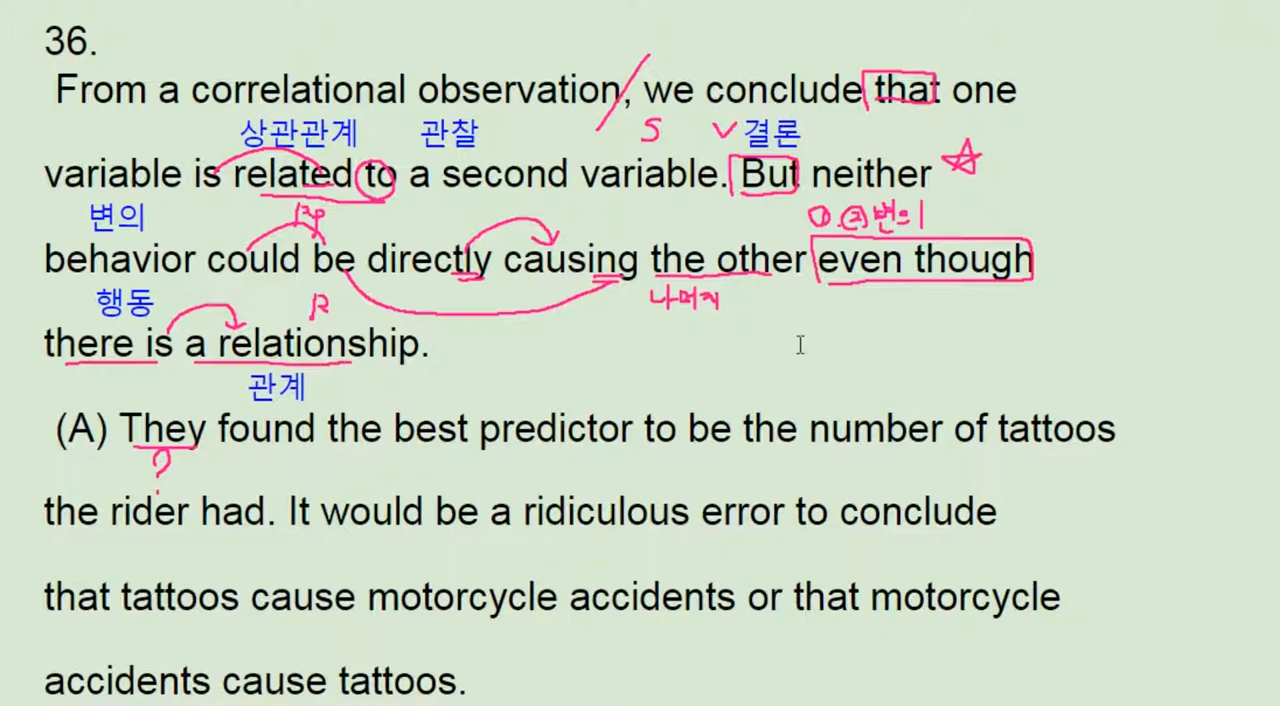 36.
From a correlational observation, we conclude that one
상관관계 관찰 S V 결론
variable is related to a second variable. But neither
변의
behavior could be directly causing the other even though
행동 나머지
there is a relationship.
관계
(A) They found the best predictor to be the number of tattoos
?
the rider had. It would be a ridiculous error to conclude
that tattoos cause motorcycle accidents or that motorcycle
accidents cause tattoos.